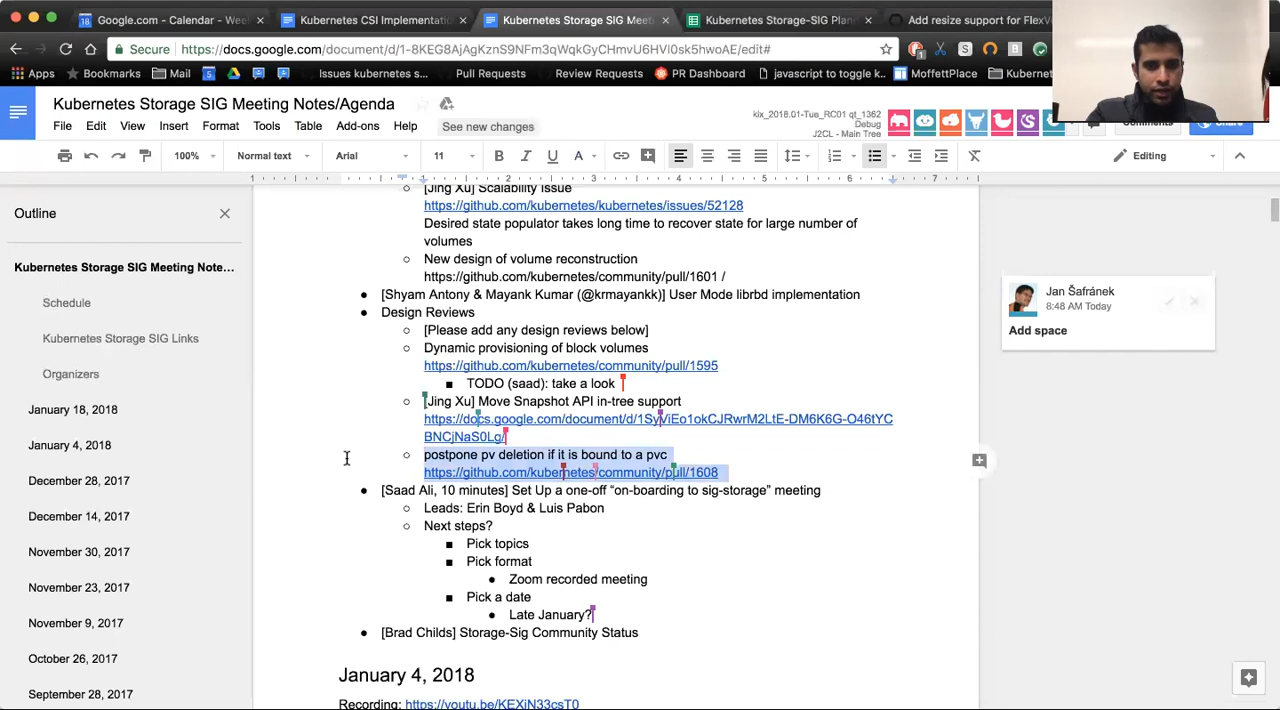 Google.com - Calendar - Wee
Kubernetes CSI Implementatio
Kubernetes Storage SIG Meeti
Kubernetes Storage-SIG Plan
Add resize support for FlexV
Secure
https://docs.google.com/document/d/1-8KEG8AjAgKznS9NFm3qWqkGyCHmvU6HVl0sk5hwoAE/edit#
Apps
Bookmarks
Mail
Issues kubernetes s...
Pull Requests
Review Requests
PR Dashboard
javascript to toggle k...
MoffettPlace
Kubern
Kubernetes Storage SIG Meeting Notes/Agenda
kix_2018.01-Tue_RC01 qt_1362
Debug
J2CL - Main Tree
File Edit View Insert Format Tools Table Add-ons Help
See new changes
Comments
Share
100%
Normal text
Arial
11
Editing
1 1 2 3 4 5 6 7
Outline
Kubernetes Storage SIG Meeting Note...
Schedule
Kubernetes Storage SIG Links
Organizers
January 18, 2018
January 4, 2018
December 28, 2017
December 14, 2017
November 30, 2017
November 23, 2017
November 9, 2017
October 26, 2017
September 28, 2017
[Jing Xu] Scalability issue
https://github.com/kubernetes/kubernetes/issues/52128
Desired state populator takes long time to recover state for large number of
volumes
New design of volume reconstruction
https://github.com/kubernetes/community/pull/1601 /
[Shyam Antony & Mayank Kumar (@krmayankk)] User Mode librbd implementation
Design Reviews
[Please add any design reviews below]
Dynamic provisioning of block volumes
https://github.com/kubernetes/community/pull/1595
TODO (saad): take a look
[Jing Xu] Move Snapshot API in-tree support
https://docs.google.com/document/d/1SyViEo1okCJRwrM2LtE-DM6K6G-O46tYC
BNCjNaS0Lg/
postpone pv deletion if it is bound to a pvc
https://github.com/kubernetes/community/pull/1608
[Saad Ali, 10 minutes] Set Up a one-off “on-boarding to sig-storage” meeting
Leads: Erin Boyd & Luis Pabon
Next steps?
Pick topics
Pick format
Zoom recorded meeting
Pick a date
Late January?
[Brad Childs] Storage-Sig Community Status
January 4, 2018
Recording: https://youtu.be/KEXjN33csT0
Jan Šafránek
8:48 AM Today
Add space